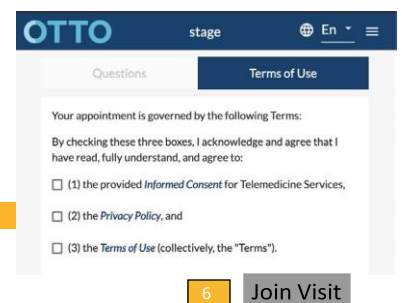 OTTO stage En
Questions Terms of Use
Your appointment is governed by the following Terms:
By checking these three boxes, I acknowledge and agree that I
have read, fully understand, and agree to:
(1) the provided Informed Consent for Telemedicine Services,
(2) the Privacy Policy, and
(3) the Terms of Use (collectively, the "Terms").
6 Join Visit